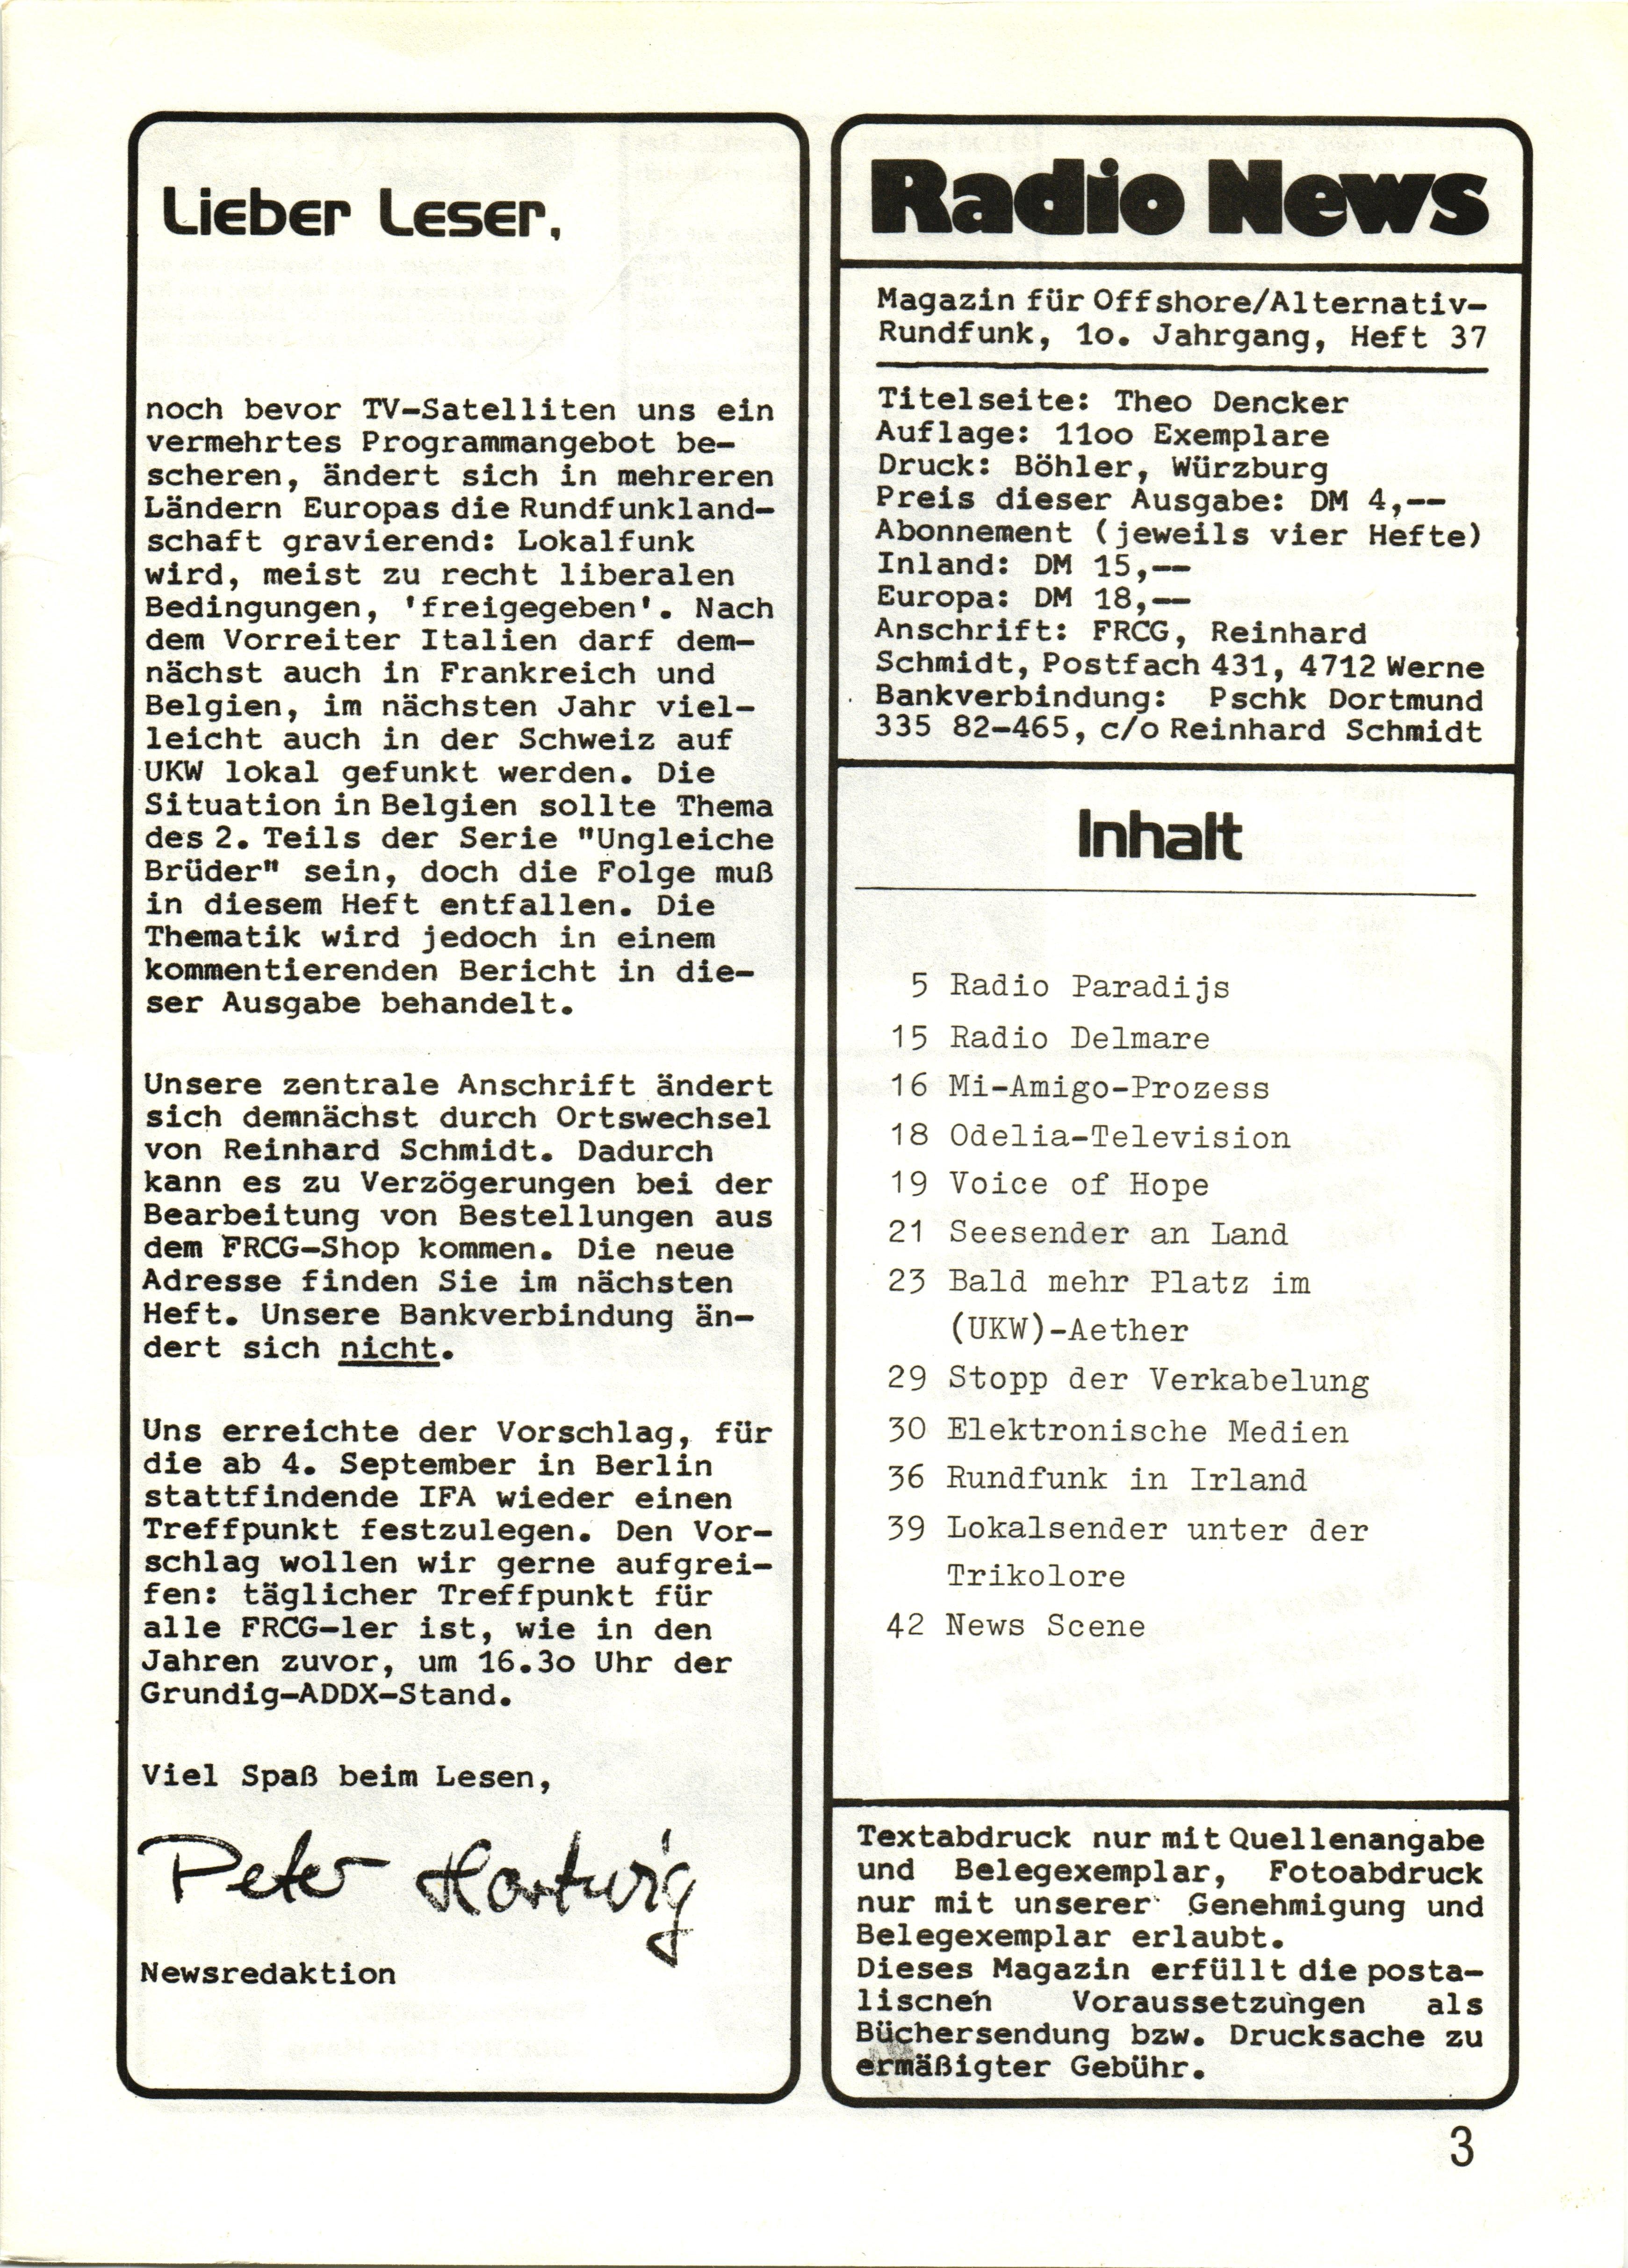 Lieber Leser,
noch bevor TV-Satelliten uns ein
vermehrtes Programmangebot be-
scheren, ändert sich in mehreren
Ländern Europas die Rundfunkland-
schaft gravierend: Lokalfunk
wird, meist zu recht liberalen
Bedingungen, 'freigegeben'. Nach
dem Vorreiter Italien darf dem-
nächst auch in Frankreich und
Belgien, im nächsten Jahr viel-
leicht auch in der Schweiz auf
UKW lokal gefunkt werden. Die
Situation in Belgien sollte Thema
des 2. Teils der Serie "Ungleiche
Brüder" sein, doch die Folge muß
in diesem Heft entfallen. Die
Thematik wird jedoch in einem
kommentierenden Bericht in die-
ser Ausgabe behandelt.
Unsere zentrale Anschrift ändert
sich demnächst durch Ortswechsel
von Reinhard Schmidt. Dadurch
kann es zu Verzögerungen bei der
Bearbeitung von Bestellungen aus
dem FRCG-Shop kommen. Die neue
Adresse finden Sie im nächsten
Heft. Unsere Bankverbindung än-
dert sich nicht.
Uns erreichte der Vorschlag, für
die ab 4. September in Berlin
stattfindende IFA wieder einen
Treffpunkt festzulegen. Den Vor-
schlag wollen wir gerne aufgrei-
fen: täglicher Treffpunkt für
alle FRCG-ler ist, wie in den
Jahren zuvor, um 16.3o Uhr der
Grundig-ADDX-Stand.
Viel Spaß beim Lesen,
Peter Hartwig
Newsredaktion
Radio News
Magazin für Offshore/Alternativ-
Rundfunk, 1o. Jahrgang, Heft 37
Titelseite: Theo Dencker
Auflage: 11oo Exemplare
Druck: Böhler, Würzburg
Preis dieser Ausgabe: DM 4,--
Abonnement (jeweils vier Hefte)
Inland: DM 15,--
Europa: DM 18,--
Anschrift: FRCG, Reinhard
Schmidt, Postfach 431, 4712 Werne
Bankverbindung: Pschk Dortmund
335 82-465, c/o Reinhard Schmidt
Inhalt
5 Radio Paradijs
15 Radio Delmare
16 Mi-Amigo-Prozess
18 Odelia-Television
19 Voice of Hope
21 Seesender an Land
23 Bald mehr Platz im
(UKW)-Aether
29 Stopp der Verkabelung
30 Elektronische Medien
36 Rundfunk in Irland
39 Lokalsender unter der
Trikolore
42 News Scene
Textabdruck nur mit Quellenangabe
und Belegexemplar, Fotoabdruck
nur mit unserer Genehmigung und
Belegexemplar erlaubt.
Dieses Magazin erfüllt die posta-
lischen Voraussetzungen als
Büchersendung bzw. Drucksache zu
ermäßigter Gebühr.
3